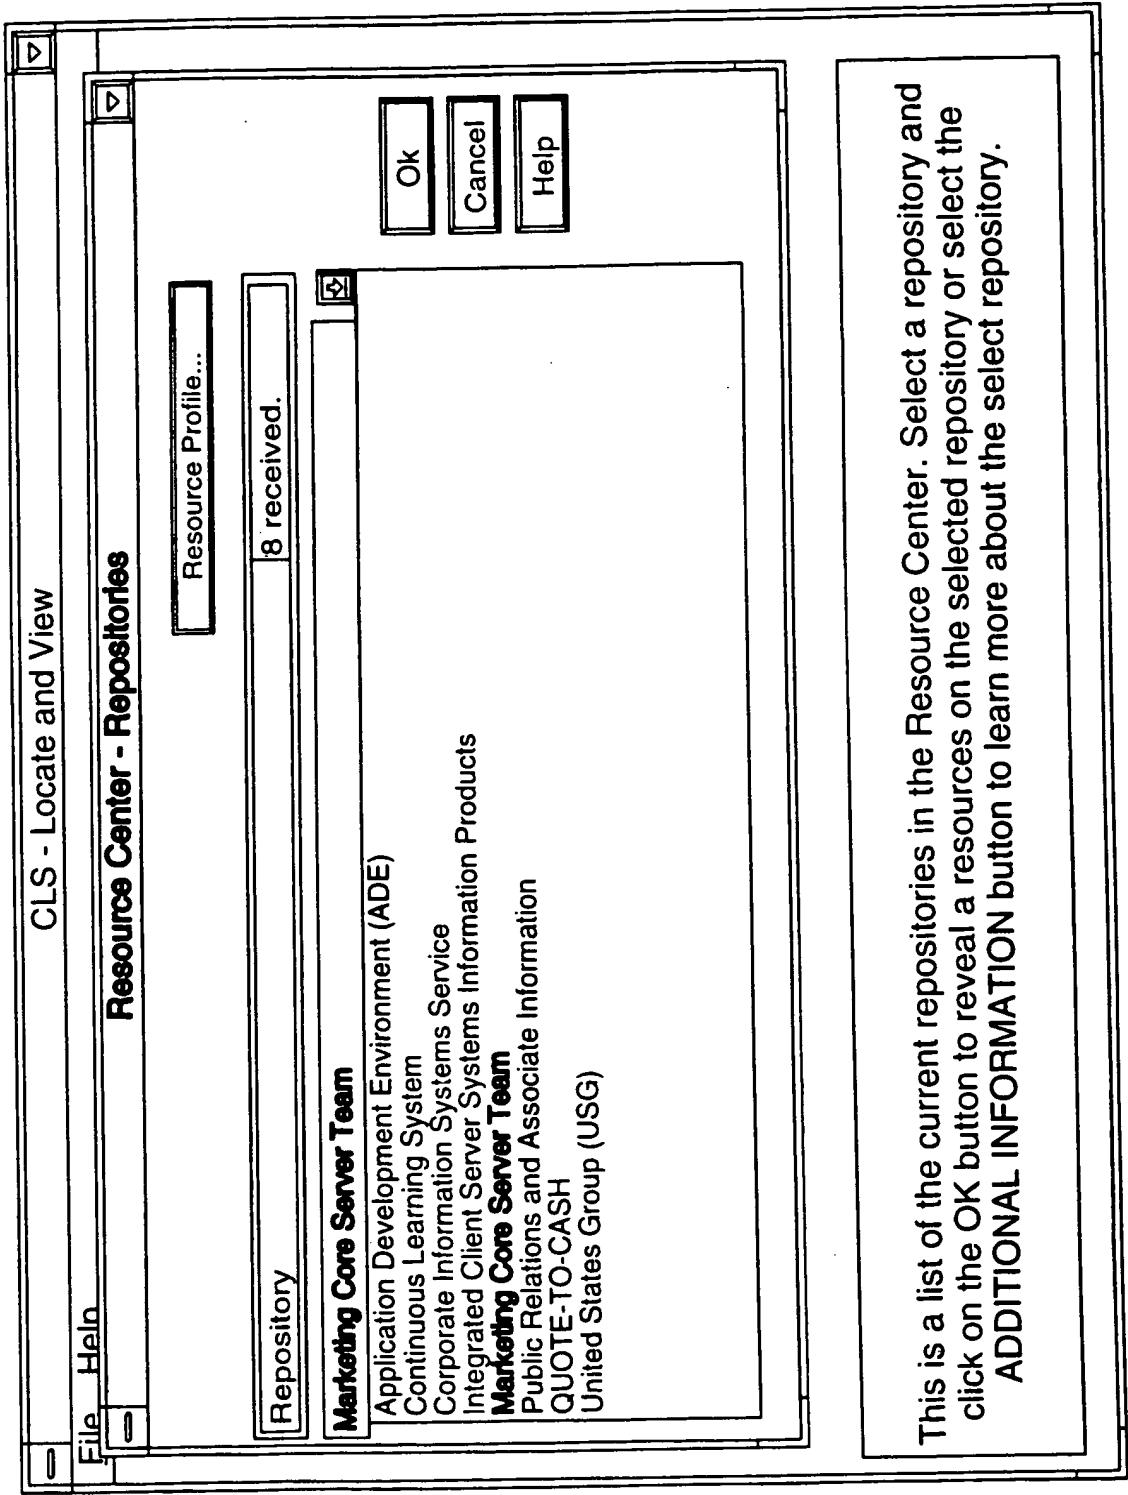 CLS - Locate and View
File Help
Resource Center - Repositories
Resource Profile...
Repository 8 received.
Marketing Core Server Team
Application Development Environment (ADE)
Continuous Learning System
Corporate Information Systems Service
Integrated Client Server Systems Information Products
Marketing Core Server Team
Public Relations and Associate Information
QUOTE-TO-CASH
United States Group (USG)
Ok
Cancel
Help
This is a list of the current repositories in the Resource Center. Select a repository and
click on the OK button to reveal a resources on the selected repository or select the
ADDITIONAL INFORMATION button to learn more about the select repository.